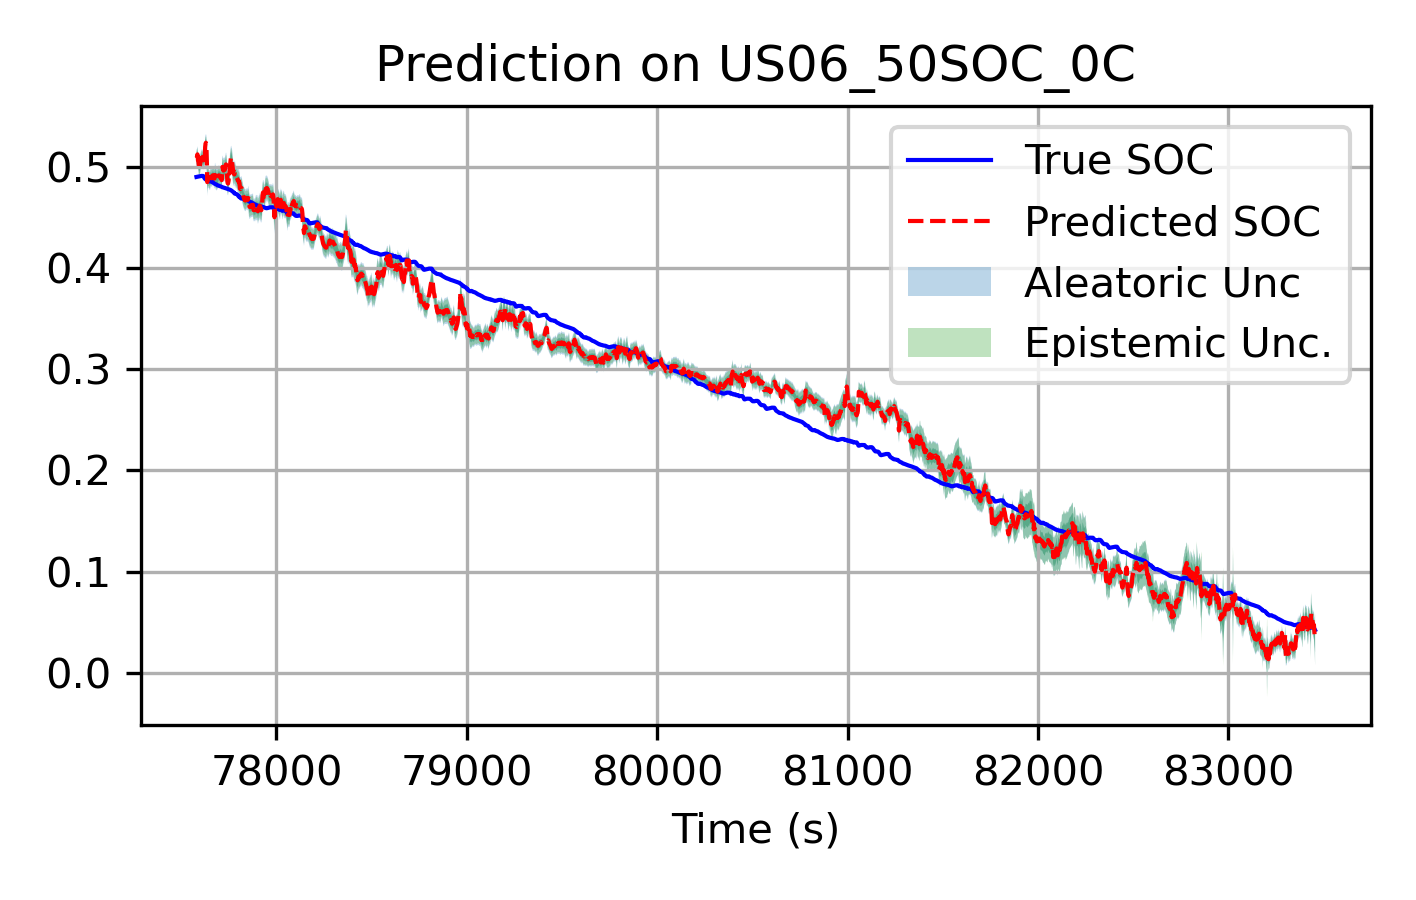 Prediction on US06_50SOC_0C
True SOC
Predicted SOC
Aleatoric Unc
Epistemic Unc.
0.5
0.4
0.3
0.2
0.1
0.0
78000 79000 80000 81000 82000 83000
Time (s)